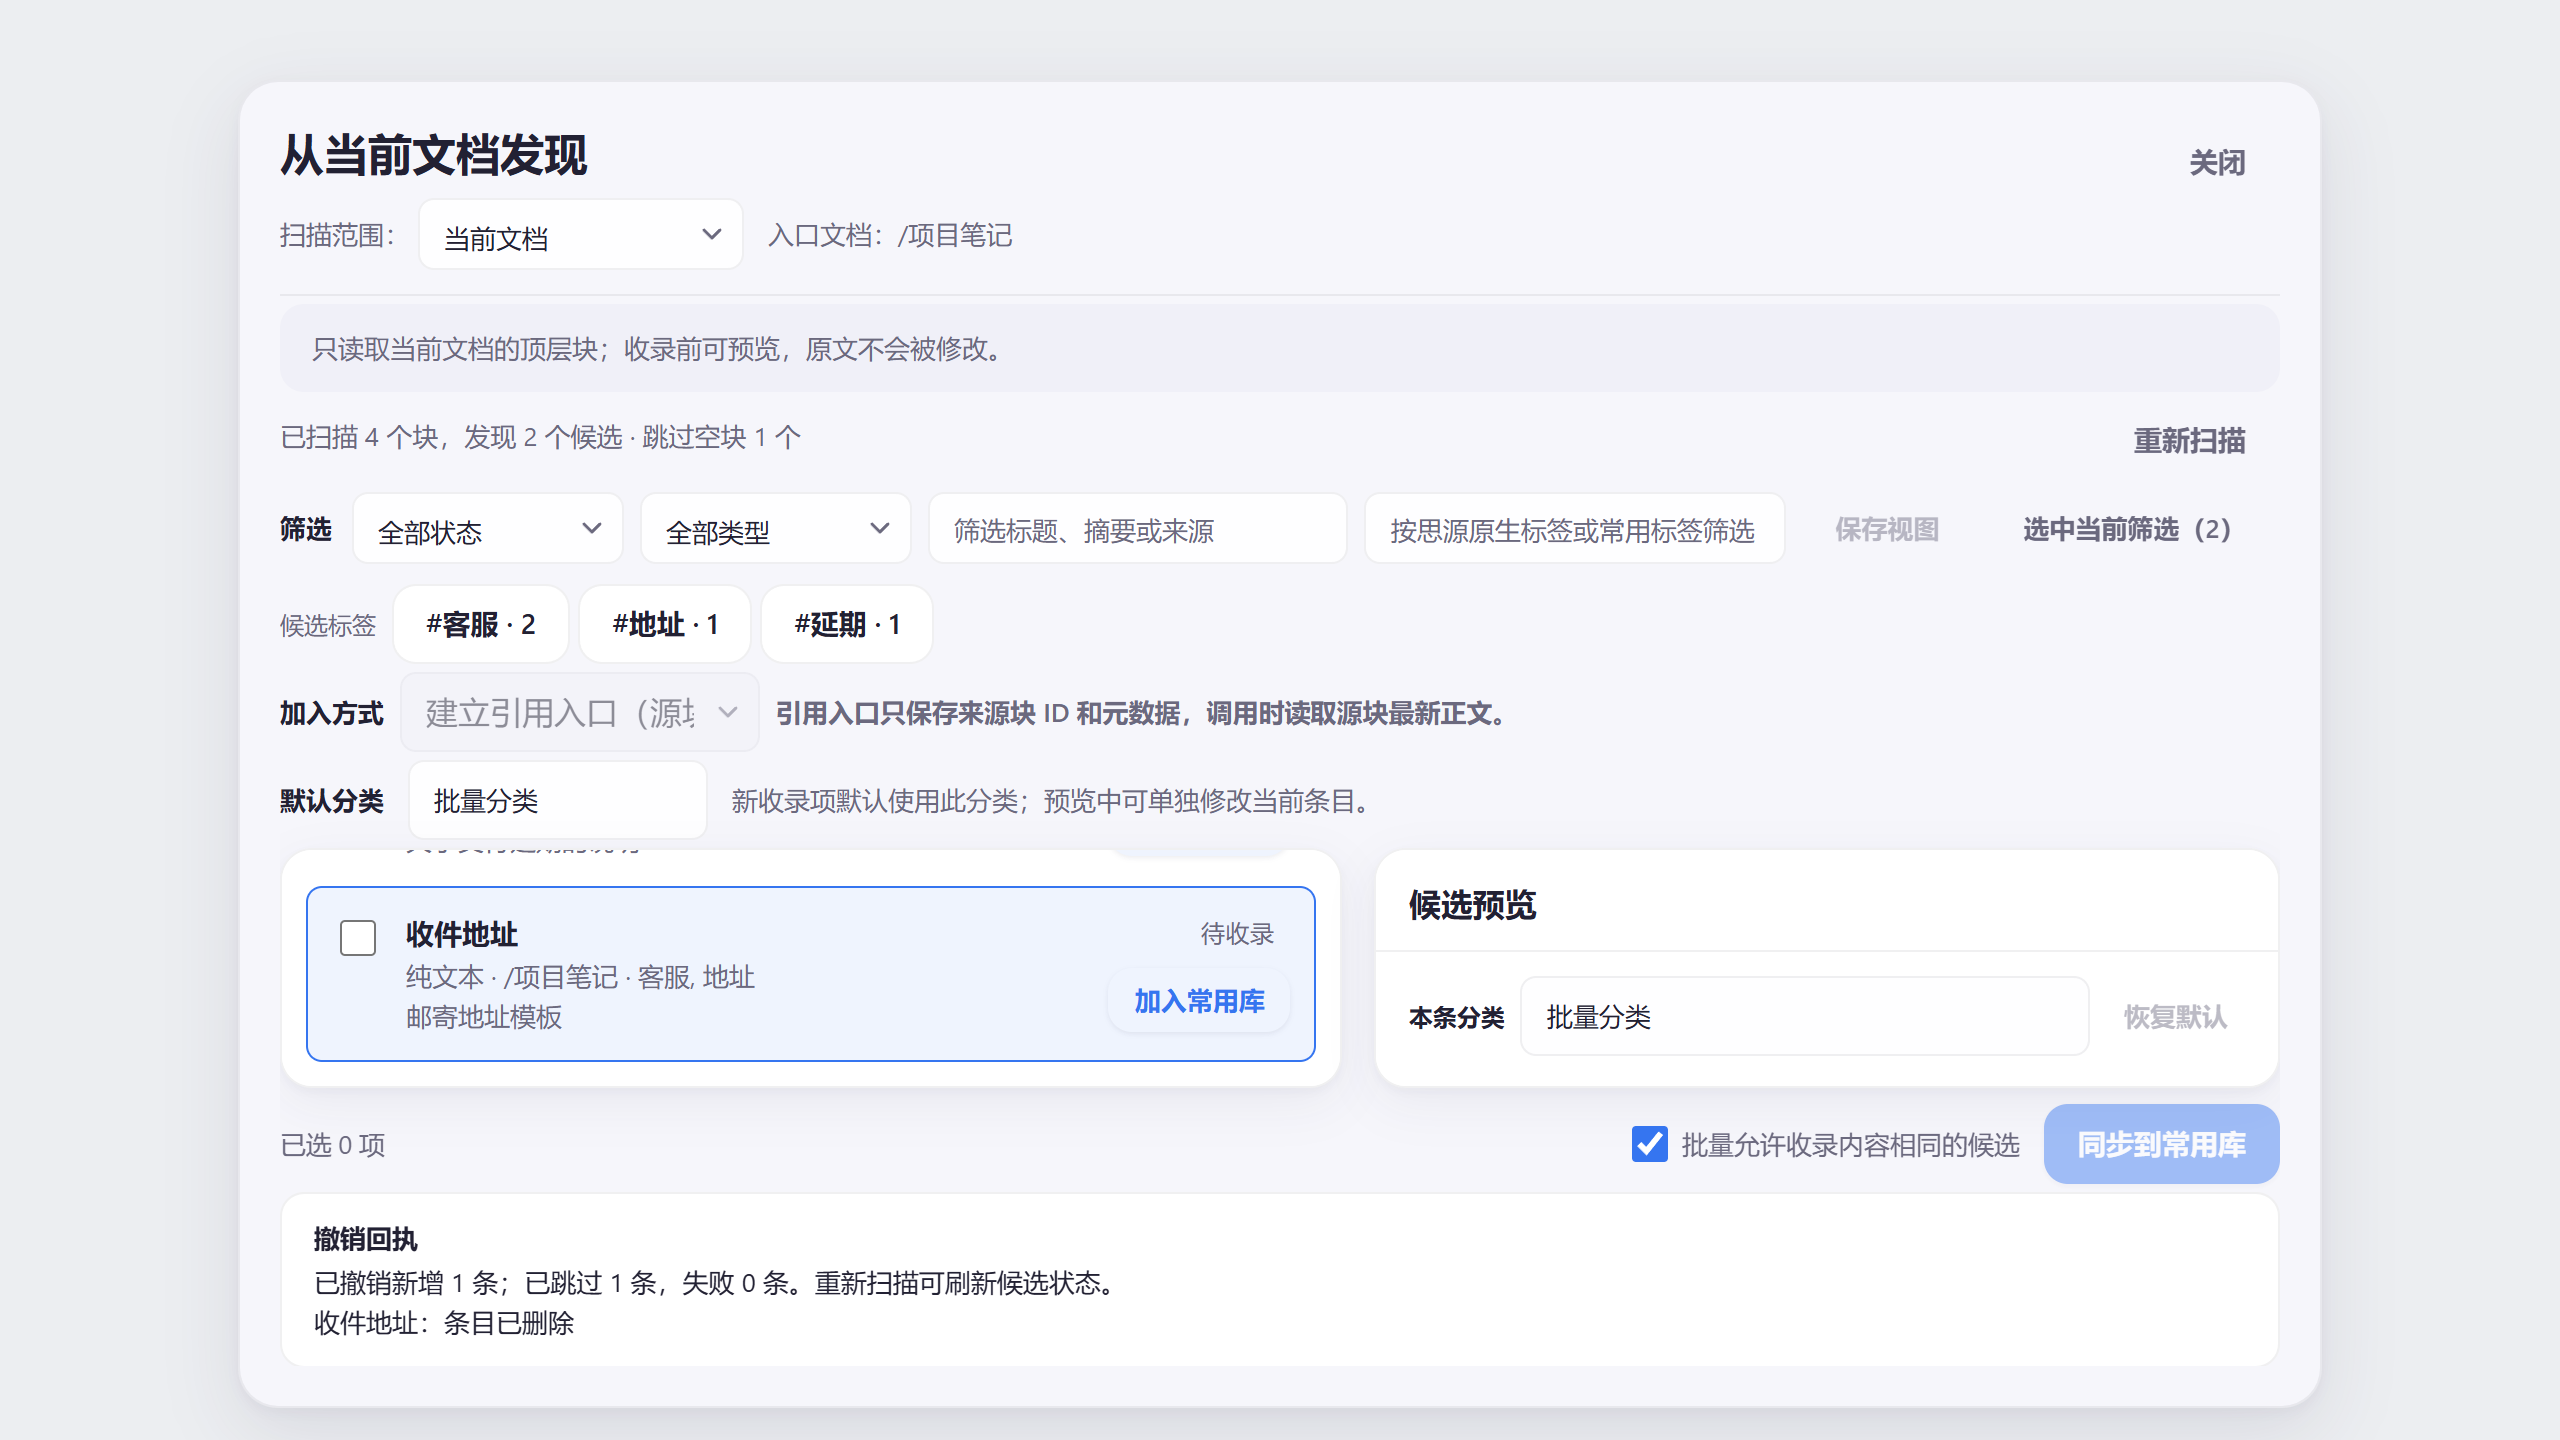 从当前文档发现
关闭
扫描范围：
当前文档
入口文档：/项目笔记
只读取当前文档的顶层块；收录前可预览，原文不会被修改。
已扫描 4 个块，发现 2 个候选 · 跳过空块 1 个
重新扫描
筛选
全部状态
全部类型
筛选标题、摘要或来源
按思源原生标签或常用标签筛选
保存视图
选中当前筛选（2）
候选标签
#客服 · 2
#地址 · 1
#延期 · 1
加入方式
建立引用入口（源
引用入口只保存来源块 ID 和元数据，调用时读取源块最新正文。
默认分类
批量分类
新收录项默认使用此分类；预览中可单独修改当前条目。
收件地址
待收录
纯文本 · /项目笔记 · 客服, 地址
邮寄地址模板
加入常用库
候选预览
本条分类
批量分类
恢复默认
已选 0 项
批量允许收录内容相同的候选
同步到常用库
撤销回执
已撤销新增 1 条；已跳过 1 条，失败 0 条。重新扫描可刷新候选状态。
收件地址：条目已删除